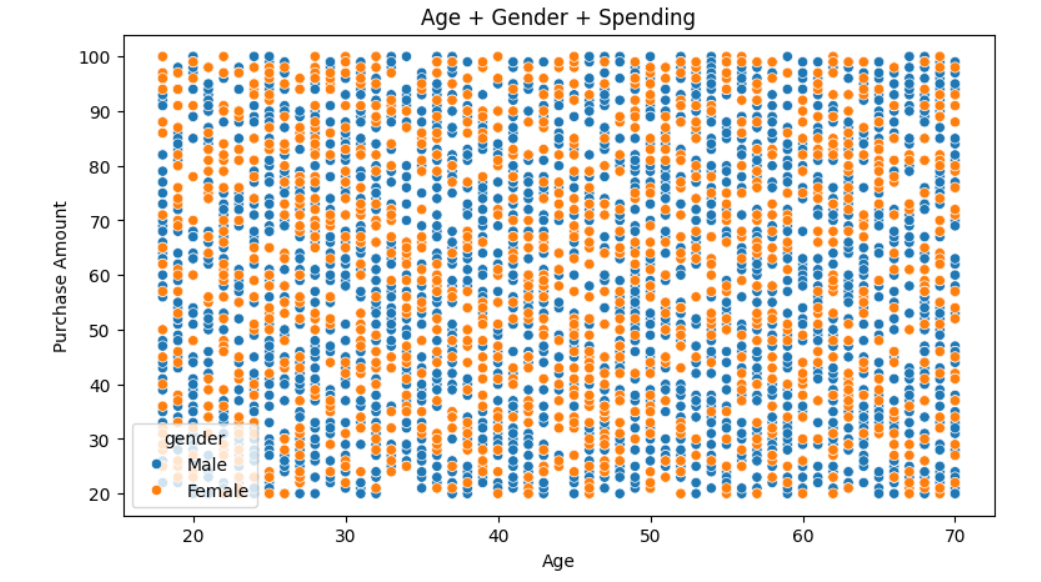 Age + Gender + Spending
Purchase Amount
100
90
80
70
60
50
40
30
20
gender
Male
Female
20 30 40 50 60 70
Age